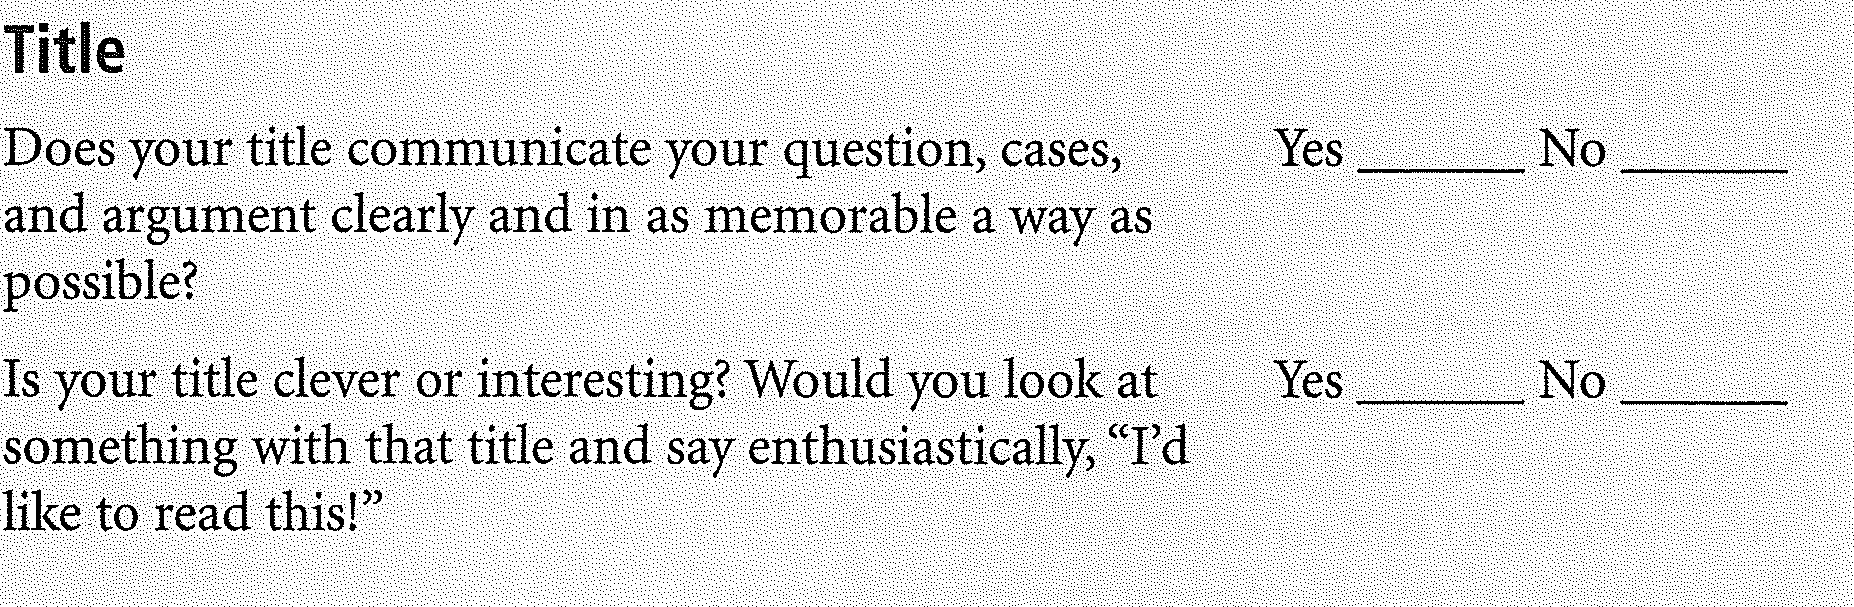 Title
Does your title communicate your question, cases, Yes ______ No ______
and argument clearly and in as memorable a way as
possible?
Is your title clever or interesting? Would you look at Yes ______ No ______
something with that title and say enthusiastically, “I’d
like to read this!”